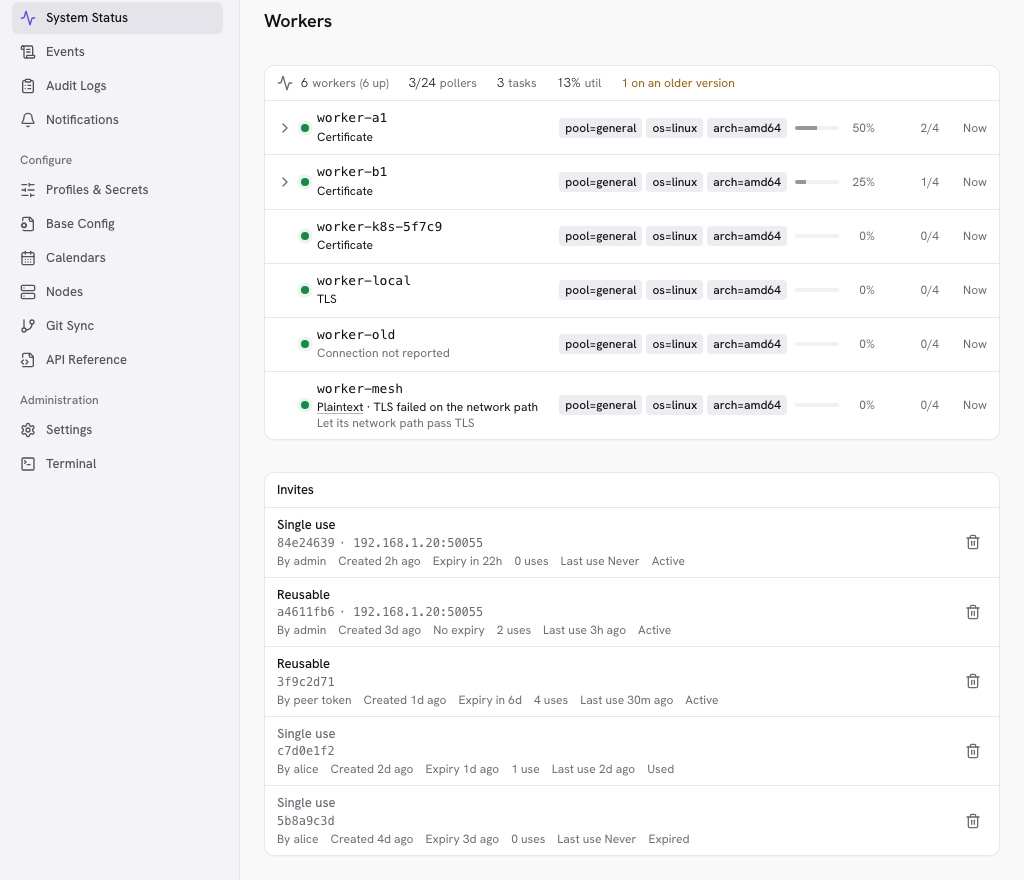 System Status
Events
Audit Logs
Notifications
Configure
Profiles & Secrets
Base Config
Calendars
Nodes
Git Sync
API Reference
Administration
Settings
Terminal
Workers
6 workers (6 up) 3/24 pollers 3 tasks 13% util 1 on an older version
worker-a1
Certificate
pool=general os=linux arch=amd64 50% 2/4 Now
worker-b1
Certificate
pool=general os=linux arch=amd64 25% 1/4 Now
worker-k8s-5f7c9
Certificate
pool=general os=linux arch=amd64 0% 0/4 Now
worker-local
TLS
pool=general os=linux arch=amd64 0% 0/4 Now
worker-old
Connection not reported
pool=general os=linux arch=amd64 0% 0/4 Now
worker-mesh
Plaintext · TLS failed on the network path
Let its network path pass TLS
pool=general os=linux arch=amd64 0% 0/4 Now
Invites
Single use
84e24639 · 192.168.1.20:50055
By admin Created 2h ago Expiry in 22h 0 uses Last use Never Active
Reusable
a4611fb6 · 192.168.1.20:50055
By admin Created 3d ago No expiry 2 uses Last use 3h ago Active
Reusable
3f9c2d71
By peer token Created 1d ago Expiry in 6d 4 uses Last use 30m ago Active
Single use
c7d0e1f2
By alice Created 2d ago Expiry 1d ago 1 use Last use 2d ago Used
Single use
5b8a9c3d
By alice Created 4d ago Expiry 3d ago 0 uses Last use Never Expired